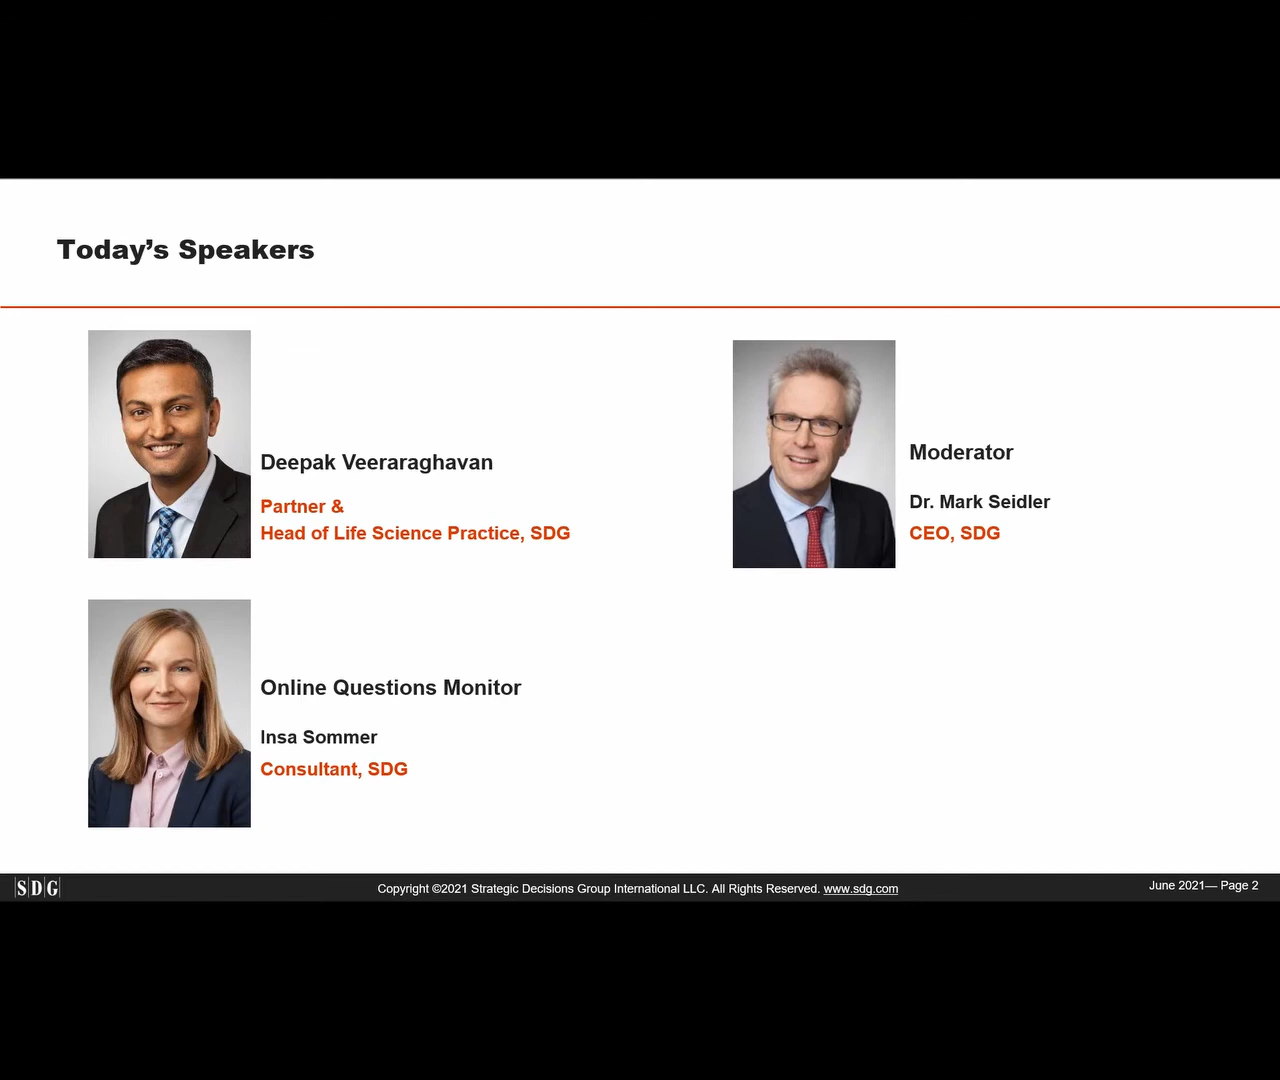 Today’s Speakers
Deepak Veeraraghavan
Partner &
Head of Life Science Practice, SDG
Moderator
Dr. Mark Seidler
CEO, SDG
Online Questions Monitor
Insa Sommer
Consultant, SDG
SDG
Copyright ©2021 Strategic Decisions Group International LLC. All Rights Reserved. www.sdg.com
June 2021— Page 2